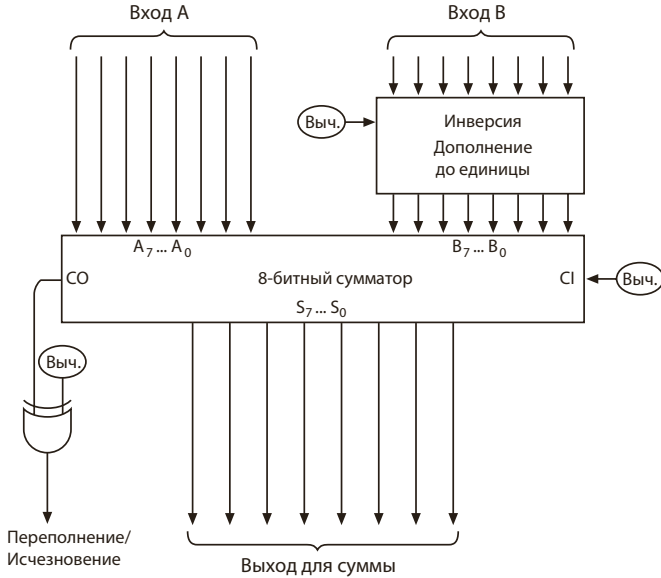 Вход A
Вход B
Выч.
Инверсия
Дополнение
до единицы
A7 ... A0
B7 ... B0
CO
8-битный сумматор
CI
Выч.
S7 ... S0
Выч.
Переполнение/
Исчезновение
Выход для суммы